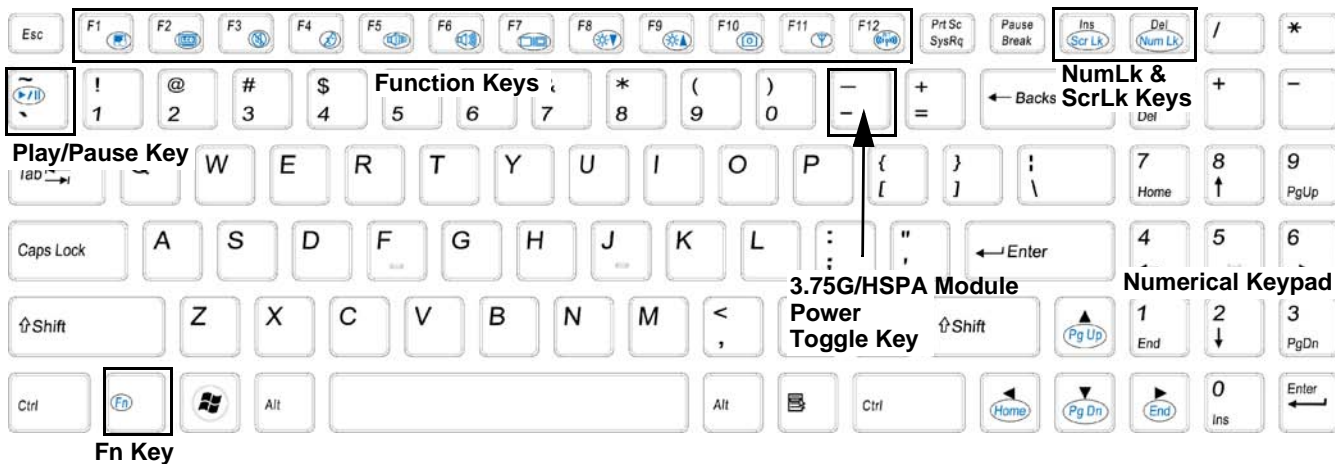 Esc F1 F2 F3 F4 F5 F6 F7 F8 F9 F10 F11 F12 Prt Sc SysRq Pause Break Ins Scr Lk Del Num Lk / *
Function Keys
NumLk &
ScrLk Keys
~ ` ! 1 @ 2 # 3 $ 4 5 6 7 * 8 ( 9 ) 0 — - + = ← Backs Del + −
Play/Pause Key
Tab W E R T Y U I O P { [ } ] ¦ \ 7 Home 8 ↑ 9 PgUp
Caps Lock A S D F G H J K L : ; " ' Enter 4 5 6
3.75G/HSPA Module
Power
Toggle Key
Numerical Keypad
⇧Shift Z X C V B N M < , ⇧Shift ▲ Pg Up 1 End 2 ↓ 3 PgDn
Ctrl Fn Alt Alt Ctrl ◄ Home ▼ Pg Dn ► End 0 Ins Enter
Fn Key